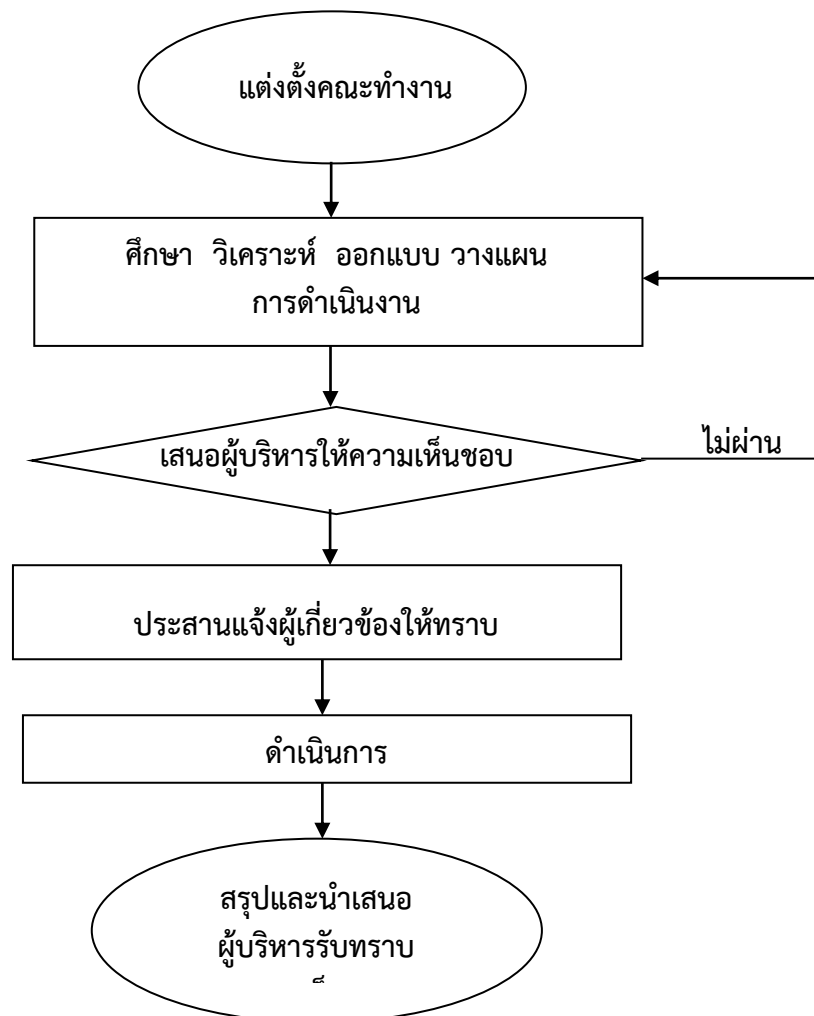 แต่งตั้งคณะทำงาน
ศึกษา วิเคราะห์ ออกแบบ วางแผน
การดำเนินงาน
เสนอผู้บริหารให้ความเห็นชอบ
ไม่ผ่าน
ประสานแจ้งผู้เกี่ยวข้องให้ทราบ
ดำเนินการ
สรุปและนำเสนอ
ผู้บริหารรับทราบ